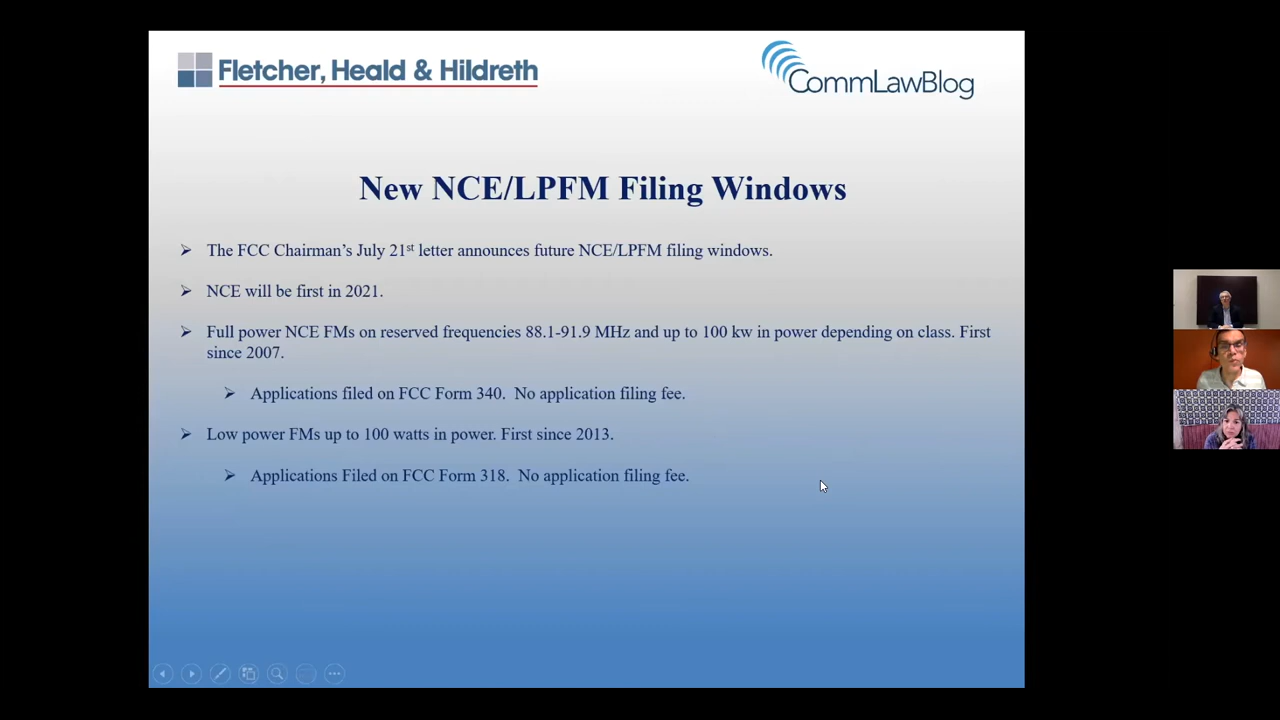 Fletcher, Heald & Hildreth
CommLawBlog
New NCE/LPFM Filing Windows
The FCC Chairman’s July 21st letter announces future NCE/LPFM filing windows.
NCE will be first in 2021.
Full power NCE FMs on reserved frequencies 88.1-91.9 MHz and up to 100 kw in power depending on class. First
since 2007.
Applications filed on FCC Form 340.  No application filing fee.
Low power FMs up to 100 watts in power. First since 2013.
Applications Filed on FCC Form 318.  No application filing fee.